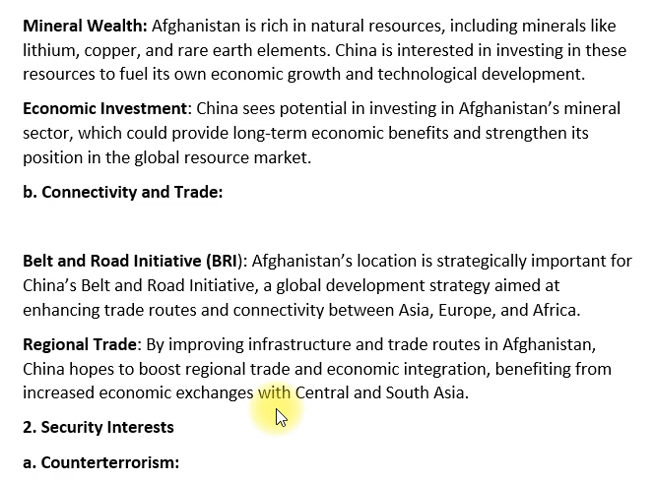 Mineral Wealth: Afghanistan is rich in natural resources, including minerals like
lithium, copper, and rare earth elements. China is interested in investing in these
resources to fuel its own economic growth and technological development.
Economic Investment: China sees potential in investing in Afghanistan’s mineral
sector, which could provide long-term economic benefits and strengthen its
position in the global resource market.
b. Connectivity and Trade:
Belt and Road Initiative (BRI): Afghanistan’s location is strategically important for
China’s Belt and Road Initiative, a global development strategy aimed at
enhancing trade routes and connectivity between Asia, Europe, and Africa.
Regional Trade: By improving infrastructure and trade routes in Afghanistan,
China hopes to boost regional trade and economic integration, benefiting from
increased economic exchanges with Central and South Asia.
2. Security Interests
a. Counterterrorism: